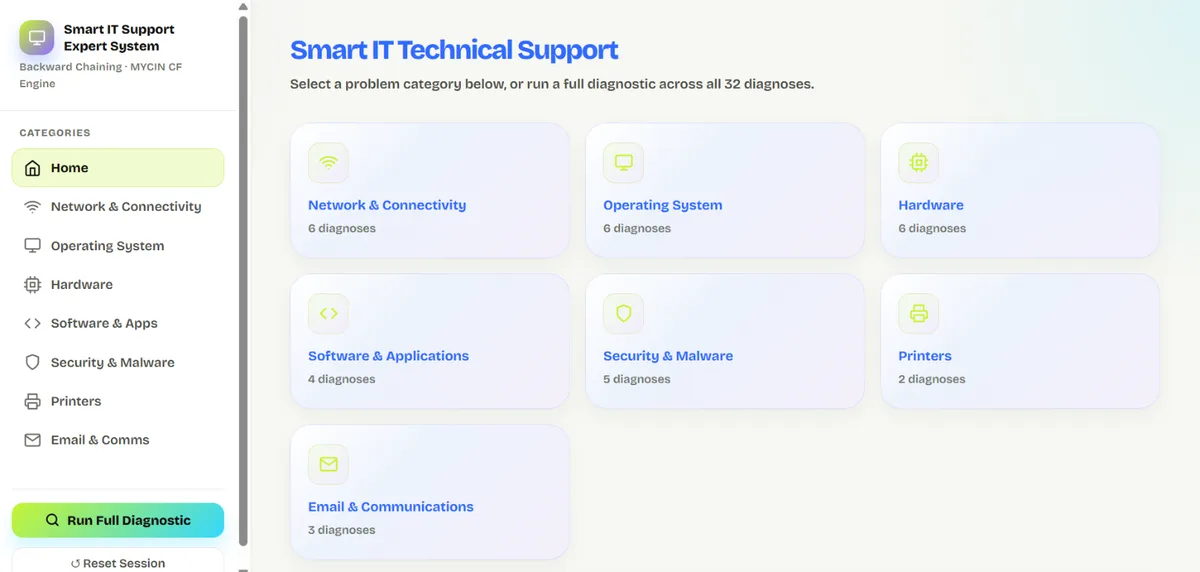 Smart IT Support
Expert System
Backward Chaining · MYCIN CF
Engine
CATEGORIES
Home
Network & Connectivity
Operating System
Hardware
Software & Apps
Security & Malware
Printers
Email & Comms
Run Full Diagnostic
↺ Reset Session
Smart IT Technical Support
Select a problem category below, or run a full diagnostic across all 32 diagnoses.
Network & Connectivity
6 diagnoses
Operating System
6 diagnoses
Hardware
6 diagnoses
Software & Applications
4 diagnoses
Security & Malware
5 diagnoses
Printers
2 diagnoses
Email & Communications
3 diagnoses